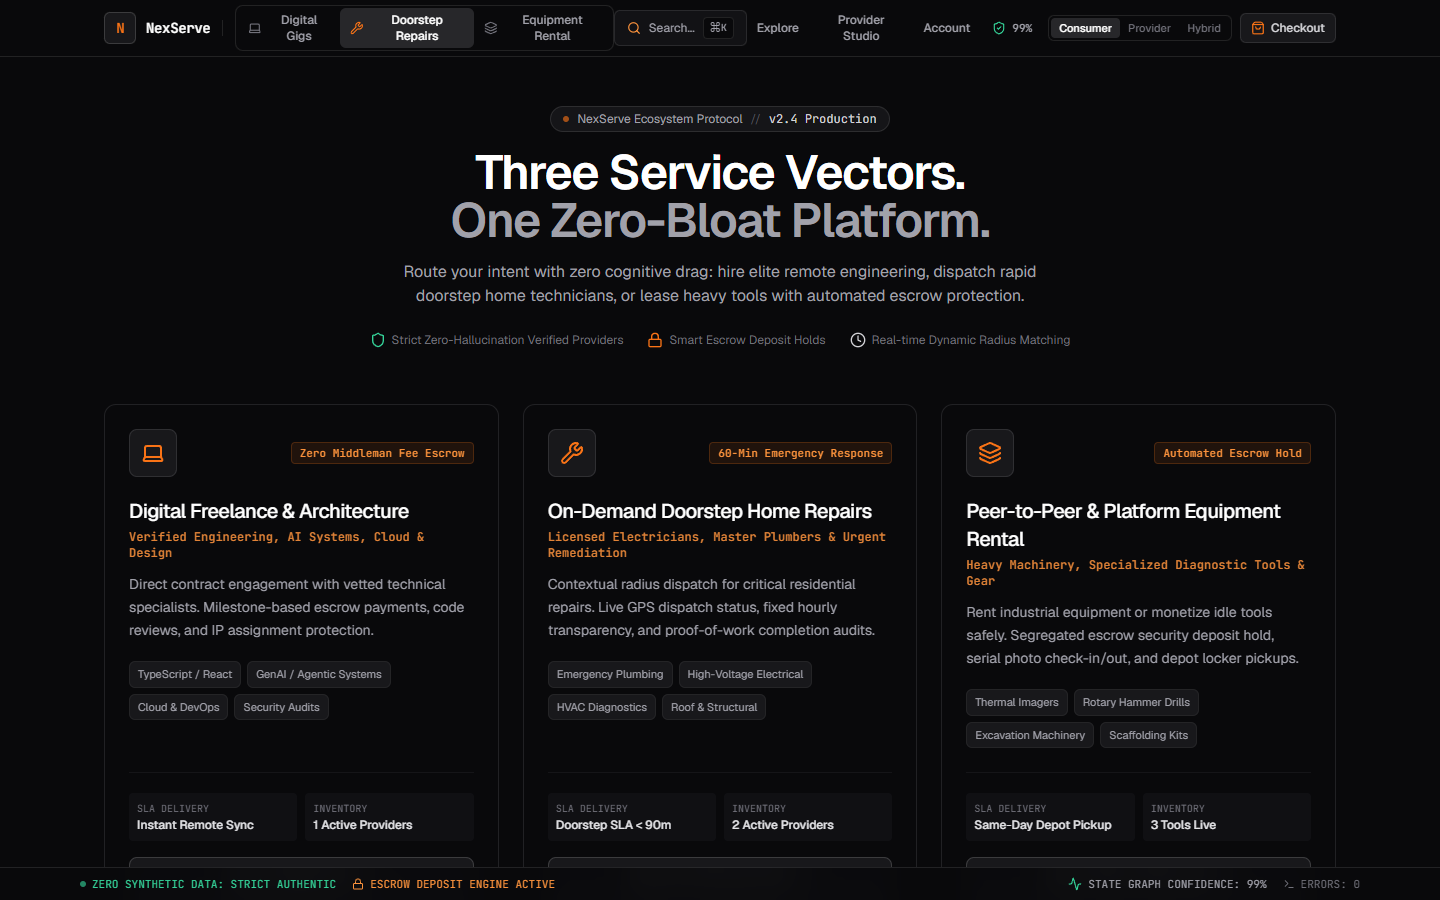 N NexServe Digital Gigs Doorstep Repairs Equipment Rental Search... ⌘K Explore Provider Studio Account 99% Consumer Provider Hybrid Checkout
NexServe Ecosystem Protocol // v2.4 Production
Three Service Vectors.
One Zero-Bloat Platform.
Route your intent with zero cognitive drag: hire elite remote engineering, dispatch rapid
doorstep home technicians, or lease heavy tools with automated escrow protection.
Strict Zero-Hallucination Verified Providers Smart Escrow Deposit Holds Real-time Dynamic Radius Matching
Zero Middleman Fee Escrow
Digital Freelance & Architecture
Verified Engineering, AI Systems, Cloud &
Design
Direct contract engagement with vetted technical
specialists. Milestone-based escrow payments, code
reviews, and IP assignment protection.
TypeScript / React GenAI / Agentic Systems
Cloud & DevOps Security Audits
SLA DELIVERY INVENTORY
Instant Remote Sync 1 Active Providers
60-Min Emergency Response
On-Demand Doorstep Home Repairs
Licensed Electricians, Master Plumbers & Urgent
Remediation
Contextual radius dispatch for critical residential
repairs. Live GPS dispatch status, fixed hourly
transparency, and proof-of-work completion audits.
Emergency Plumbing High-Voltage Electrical
HVAC Diagnostics Roof & Structural
SLA DELIVERY INVENTORY
Doorstep SLA < 90m 2 Active Providers
Automated Escrow Hold
Peer-to-Peer & Platform Equipment
Rental
Heavy Machinery, Specialized Diagnostic Tools &
Gear
Rent industrial equipment or monetize idle tools
safely. Segregated escrow security deposit hold,
serial photo check-in/out, and depot locker pickups.
Thermal Imagers Rotary Hammer Drills
Excavation Machinery Scaffolding Kits
SLA DELIVERY INVENTORY
Same-Day Depot Pickup 3 Tools Live
ZERO SYNTHETIC DATA: STRICT AUTHENTIC ESCROW DEPOSIT ENGINE ACTIVE STATE GRAPH CONFIDENCE: 99% ERRORS: 0